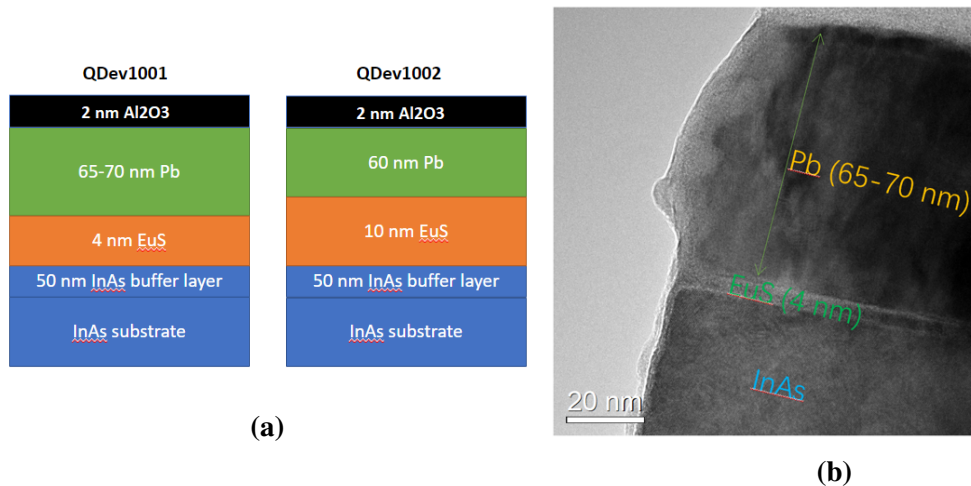 QDev1001
2 nm Al2O3
65-70 nm Pb
4 nm EuS
50 nm InAs buffer layer
InAs substrate
QDev1002
2 nm Al2O3
60 nm Pb
10 nm EuS
50 nm InAs buffer layer
InAs substrate
(a)
Pb (65-70 nm)
EuS (4 nm)
InAs
20 nm
(b)